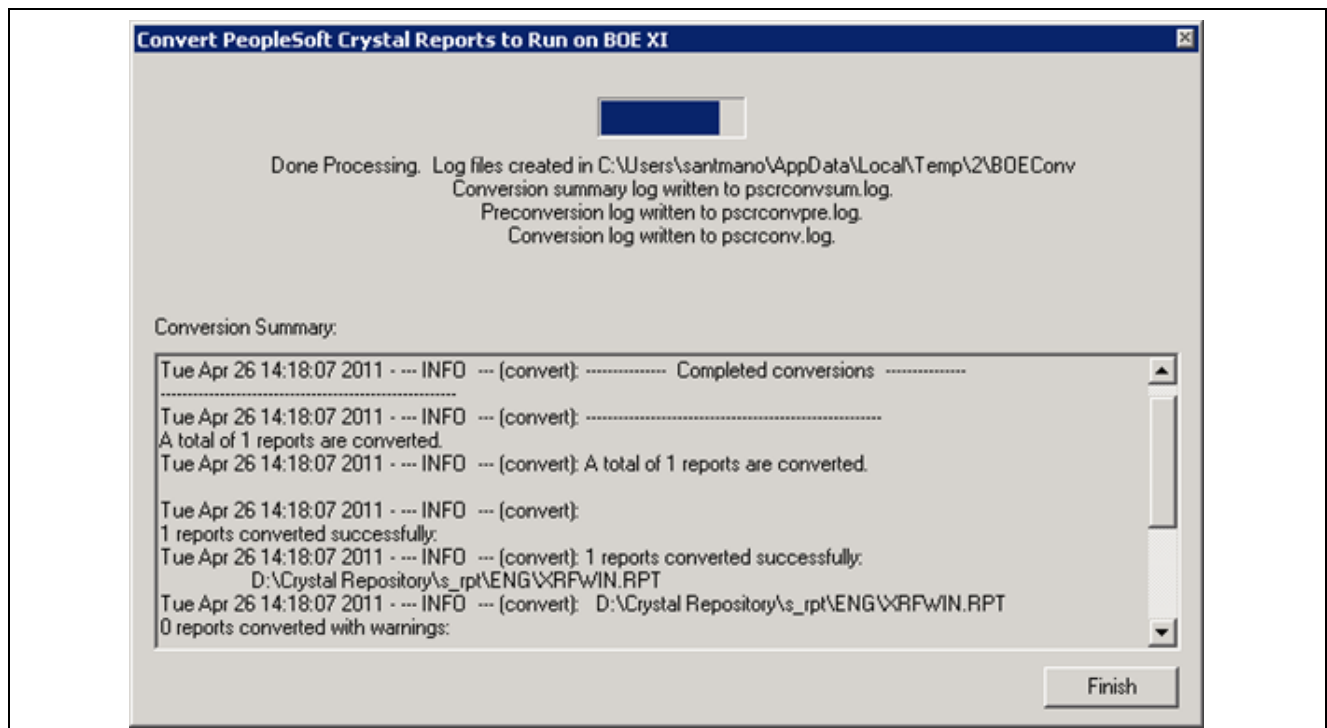 Convert PeopleSoft Crystal Reports to Run on BOE XI
Done Processing.  Log files created in C:\Users\santmano\AppData\Local\Temp\2\BOEConv
Conversion summary log written to pscrconvsum.log.
Preconversion log written to pscrconvpre.log.
Conversion log written to pscrconv.log.
Conversion Summary:
Tue Apr 26 14:18:07 2011 - --- INFO  --- (convert): --------------- Completed conversions ---------------
-------------------------------------------------------
Tue Apr 26 14:18:07 2011 - --- INFO  --- (convert): -------------------------------------------------------
A total of 1 reports are converted.
Tue Apr 26 14:18:07 2011 - --- INFO  --- (convert): A total of 1 reports are converted.
Tue Apr 26 14:18:07 2011 - --- INFO  --- (convert):
1 reports converted successfully:
Tue Apr 26 14:18:07 2011 - --- INFO  --- (convert): 1 reports converted successfully:
D:\Crystal Repository\s_rpt\ENG\XRFWIN.RPT
Tue Apr 26 14:18:07 2011 - --- INFO  --- (convert):   D:\Crystal Repository\s_rpt\ENG\XRFWIN.RPT
0 reports converted with warnings:
Finish